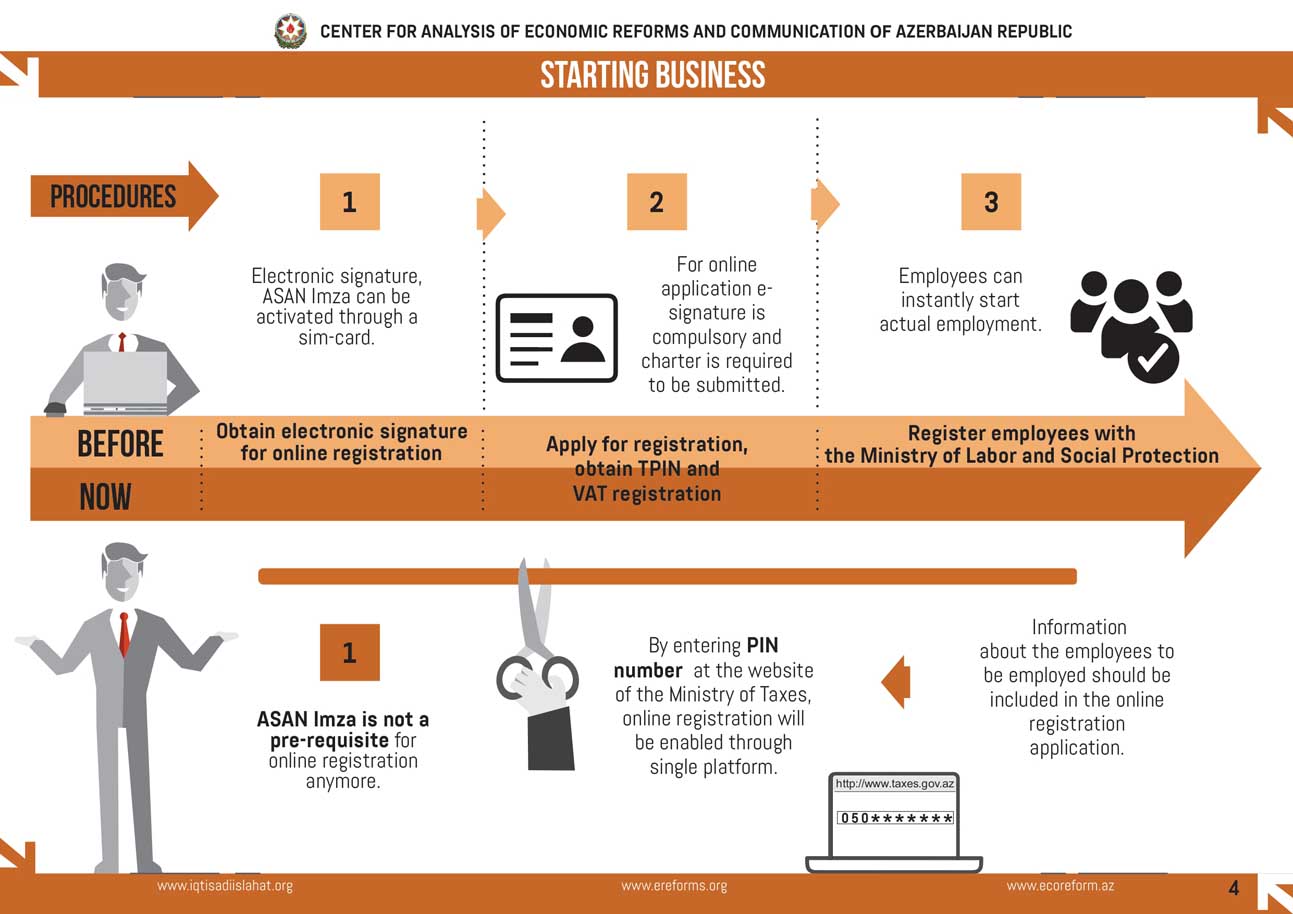 CENTER FOR ANALYSIS OF ECONOMIC REFORMS AND COMMUNICATION OF AZERBAIJAN REPUBLIC
STARTING BUSINESS
PROCEDURES
1
2
3
Electronic signature,
ASAN Imza can be
activated through a
sim-card.
For online
application e-
signature is
compulsory and
charter is required
to be submitted.
Employees can
instantly start
actual employment.
BEFORE
NOW
Obtain electronic signature
for online registration
Apply for registration,
obtain TPIN and
VAT registration
Register employees with
the Ministry of Labor and Social Protection
1
ASAN Imza is not a
pre-requisite for
online registration
anymore.
By entering PIN
number at the website
of the Ministry of Taxes,
online registration will
be enabled through
single platform.
Information
about the employees to
be employed should be
included in the online
registration
application.
http://www.taxes.gov.az
050*******
www.iqtisadiislahat.org
www.ereforms.org
www.ecoreform.az
4